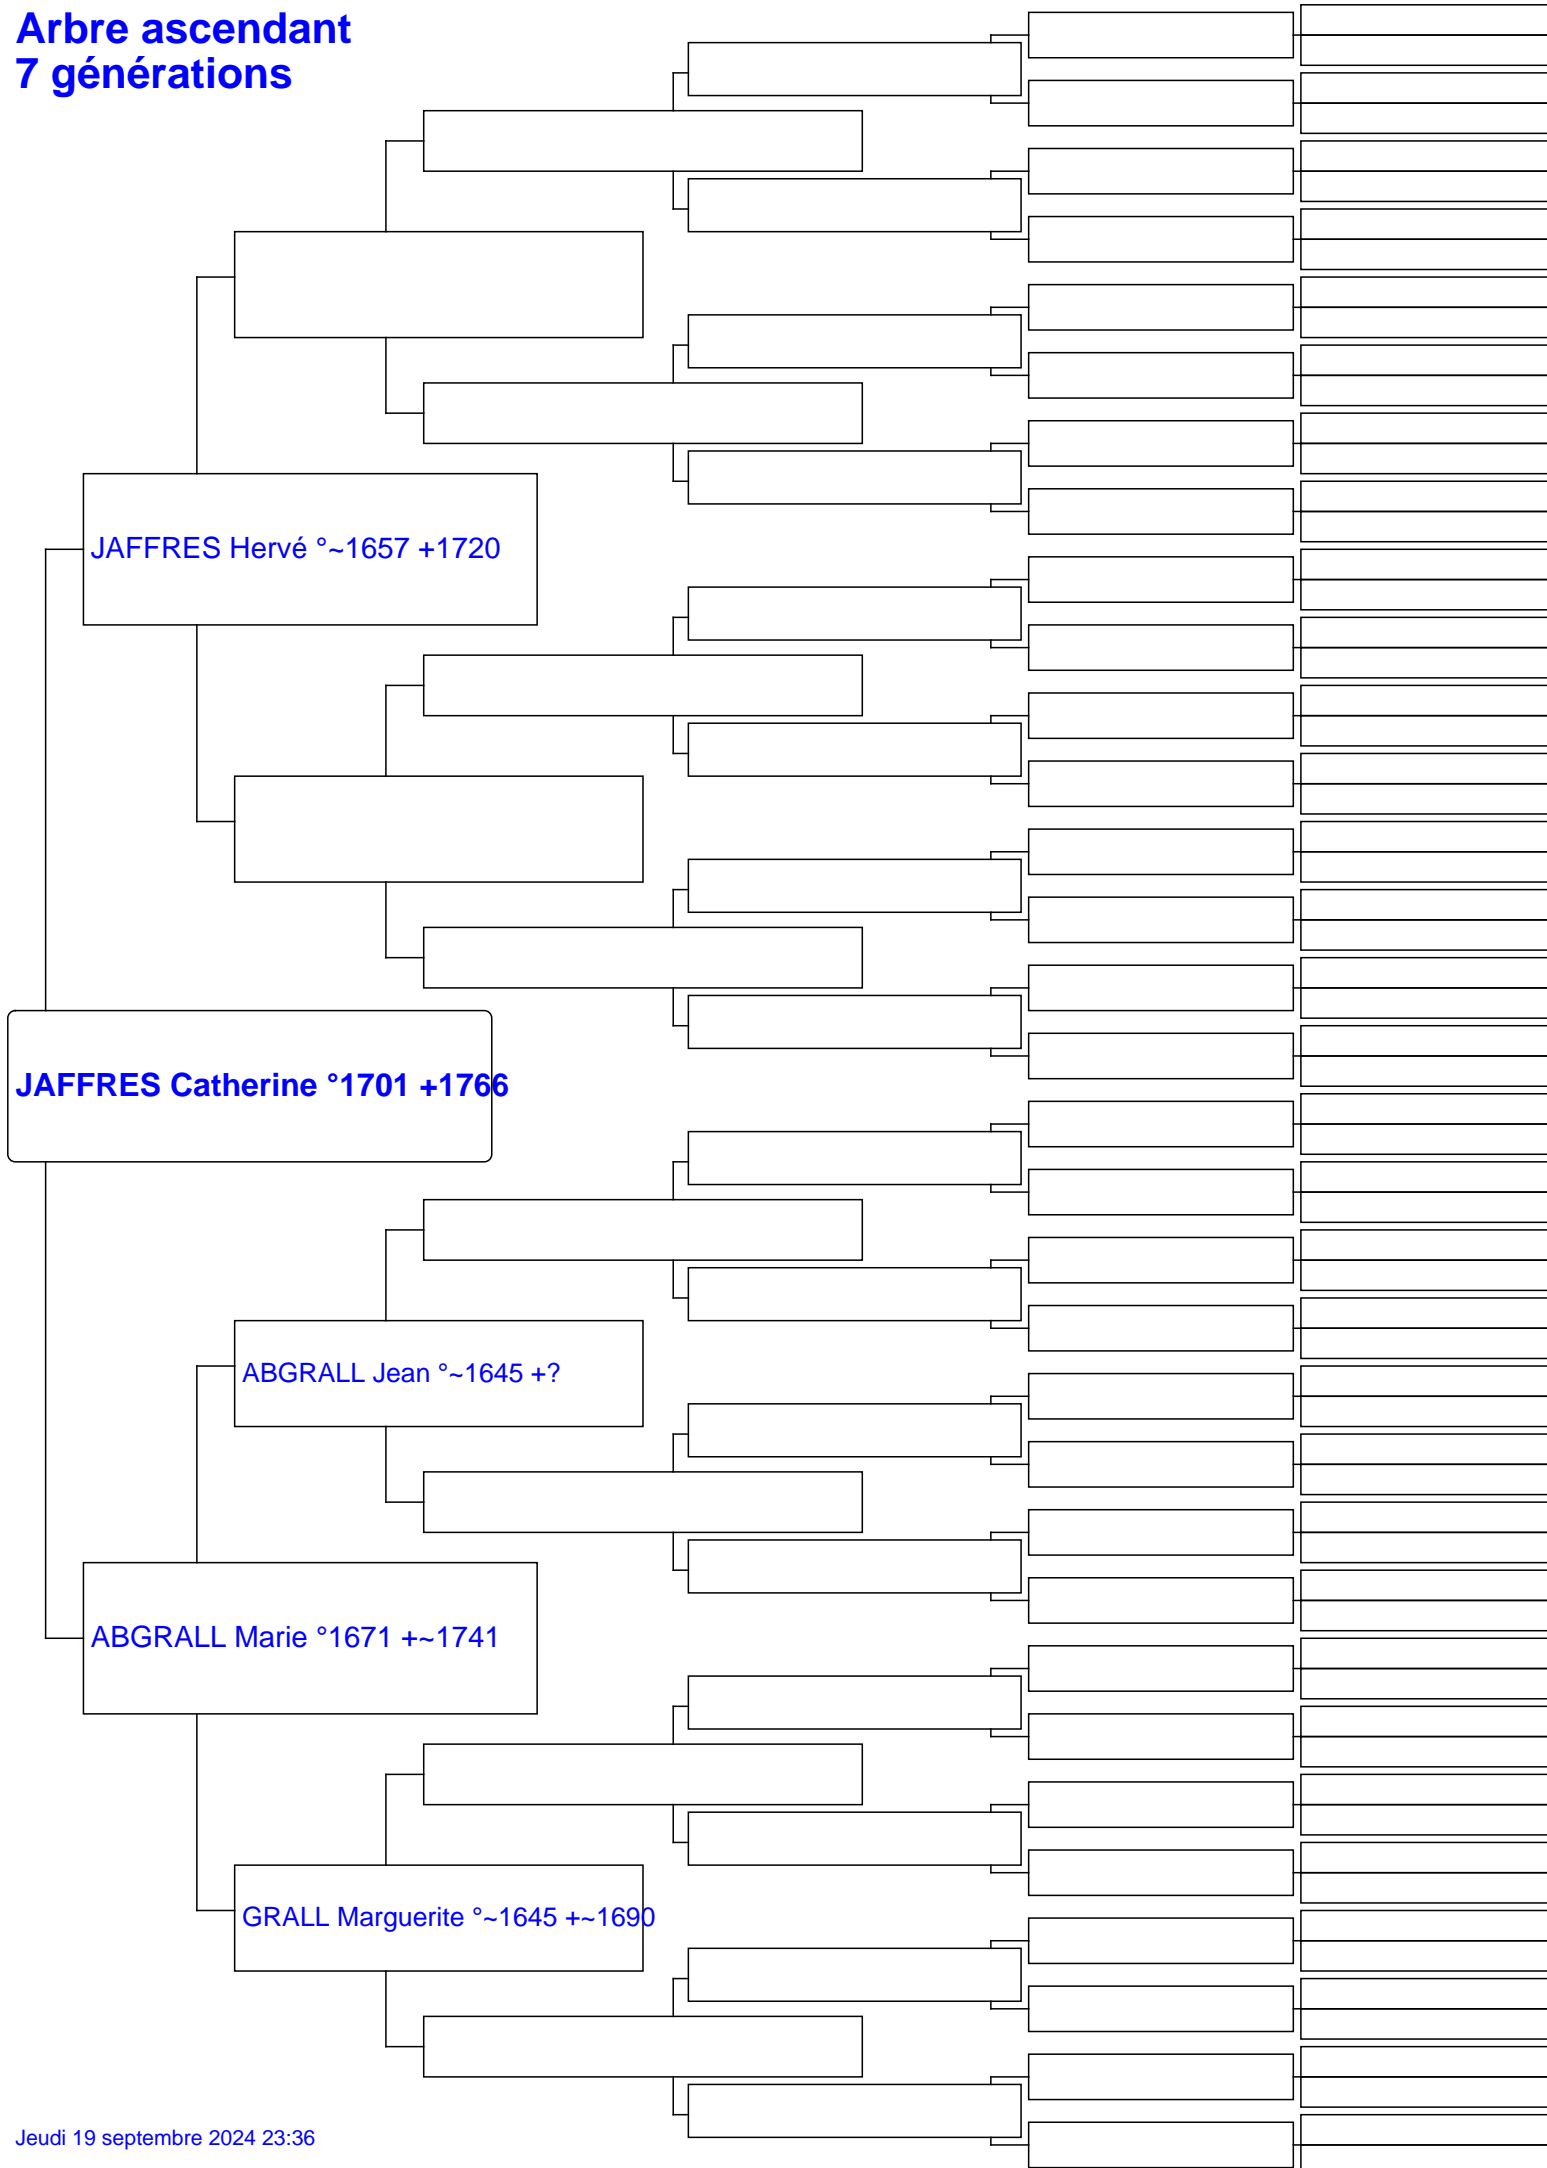 Arbre ascendant
7 générations
JAFFRES Hervé °~1657 +1720
JAFFRES Catherine °1701 +1766
ABGRALL Jean °~1645 +?
ABGRALL Marie °1671 +~1741
GRALL Marguerite °~1645 +~1690
Jeudi 19 septembre 2024 23:36